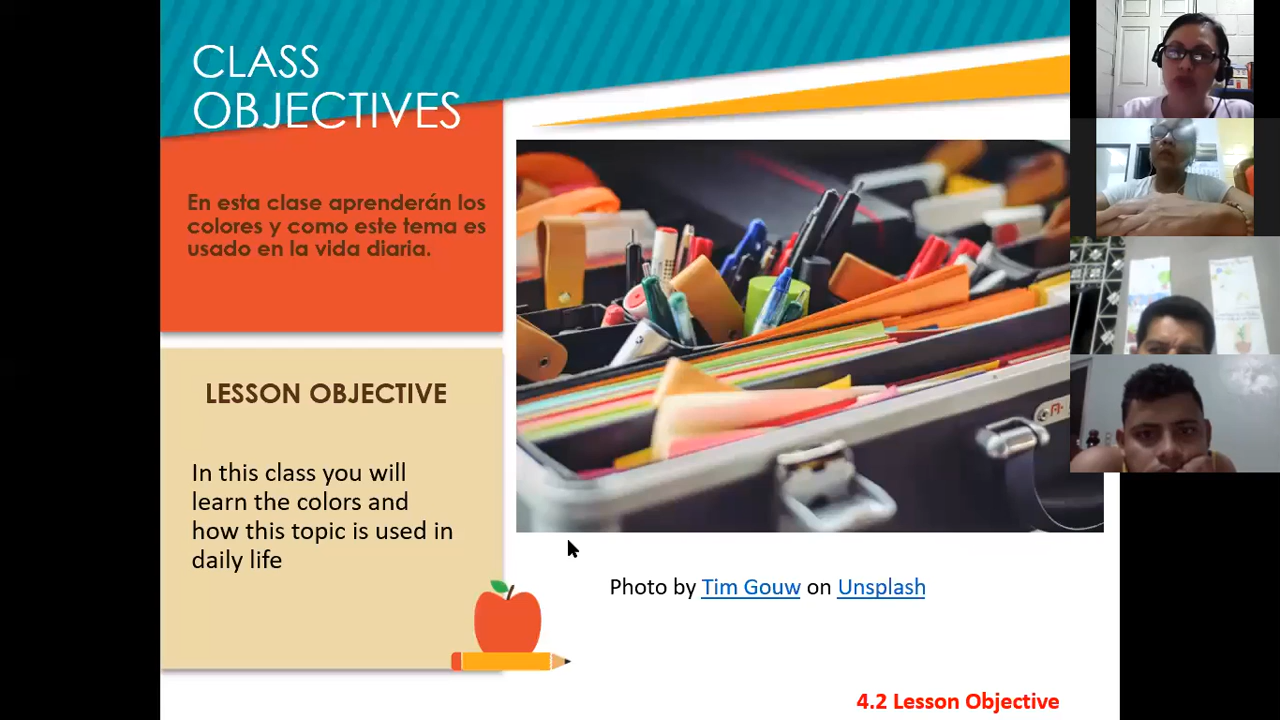 CLASS
OBJECTIVES
En esta clase aprenderán los
colores y como este tema es
usado en la vida diaria.
LESSON OBJECTIVE
In this class you will
learn the colors and
how this topic is used in
daily life
Photo by Tim Gouw on Unsplash
4.2 Lesson Objective